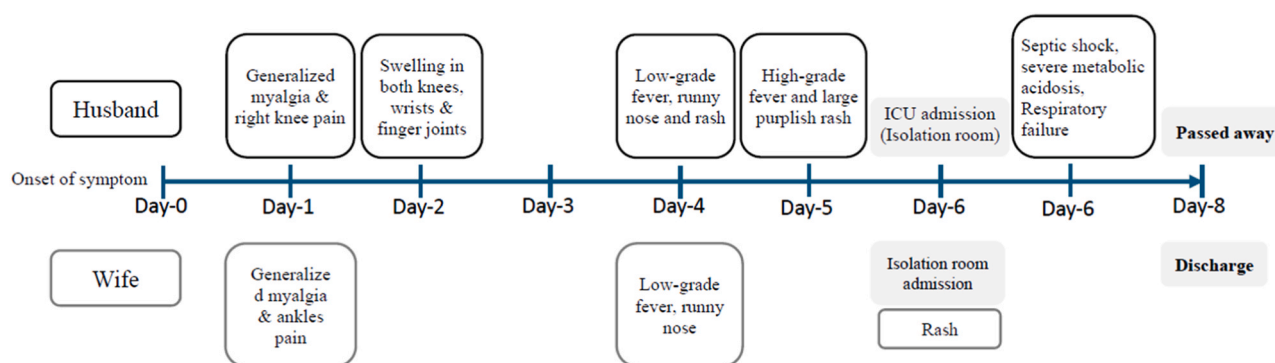 Husband
Generalized
myalgia &
right knee pain
Swelling in
both knees,
wrists &
finger joints
Low-grade
fever, runny
nose and rash
High-grade
fever and large
purplish rash
ICU admission
(Isolation room)
Septic shock,
severe metabolic
acidosis,
Respiratory
failure
Passed away
Onset of symptom
Day-0
Day-1
Day-2
Day-3
Day-4
Day-5
Day-6
Day-6
Day-8
Wife
Generalize
d myalgia
& ankles
pain
Low-grade
fever, runny
nose
Isolation room
admission
Rash
Discharge